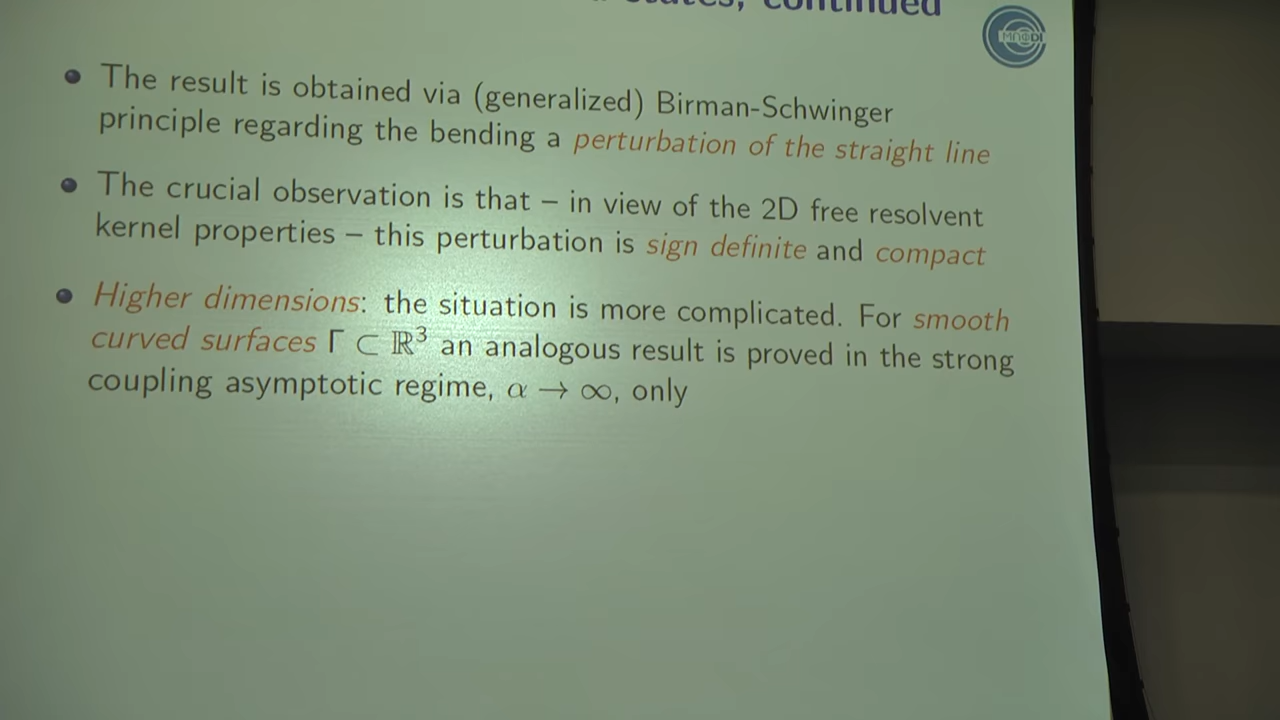 states, continued
• The result is obtained via (generalized) Birman-Schwinger
principle regarding the bending a perturbation of the straight line
• The crucial observation is that – in view of the 2D free resolvent
kernel properties – this perturbation is sign definite and compact
• Higher dimensions: the situation is more complicated. For smooth
curved surfaces Γ ⊂ ℝ³ an analogous result is proved in the strong
coupling asymptotic regime, α → ∞, only